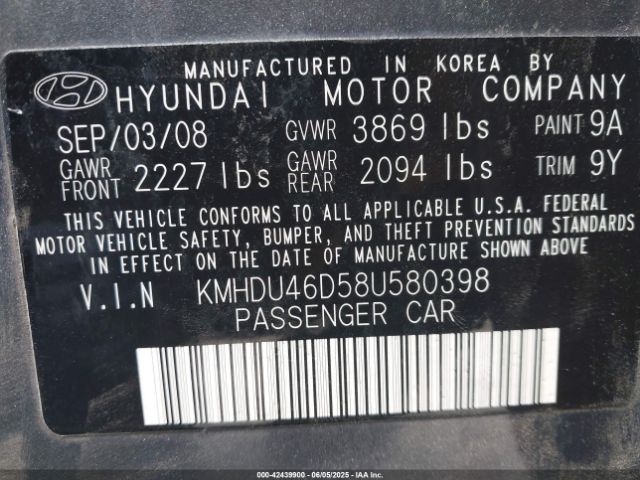 MANUFACTURED IN KOREA BY
HYUNDAI MOTOR COMPANY
SEP/03/08 GVWR 3869 lbs PAINT 9A
GAWR FRONT 2227 lbs GAWR REAR 2094 lbs TRIM 9Y
THIS VEHICLE CONFORMS TO ALL APPLICABLE U.S.A. FEDERAL
MOTOR VEHICLE SAFETY, BUMPER, AND THEFT PREVENTION STANDARDS
IN EFFECT ON THE DATE OF MANUFACTURE SHOWN ABOVE
V.I.N KMHDU46D58U580398
PASSENGER CAR
000-42439900 - 06/05/2025 - IAA Inc.